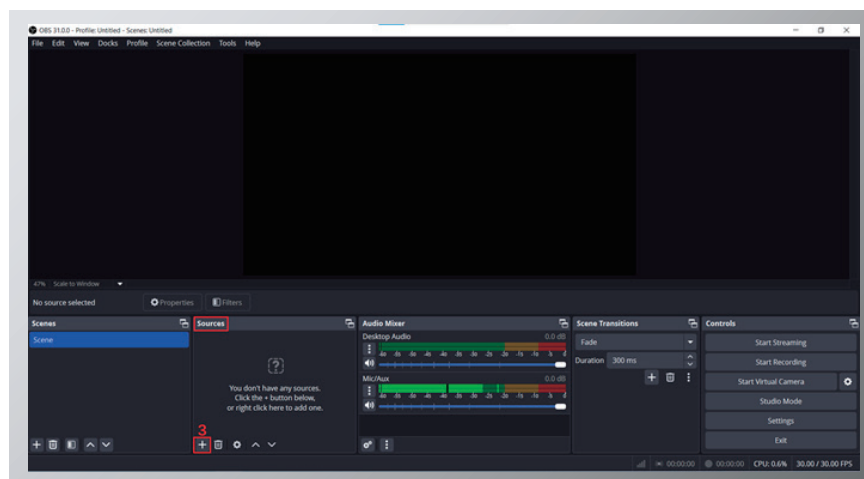 OBS 31.0.0 - Profile: Untitled - Scenes: Untitled
File Edit View Docks Profile Scene Collection Tools Help
47% Scale to Window
No source selected Properties Filters
Scenes Sources Audio Mixer Scene Transitions Controls
Scene
Desktop Audio 0.0 dB
Mic/Aux 0.0 dB
You don't have any sources.
Click the + button below,
or right click here to add one.
3
Fade
Duration 300 ms
Start Streaming
Start Recording
Start Virtual Camera
Studio Mode
Settings
Exit
00:00:00 00:00:00 CPU: 0.6% 30.00 / 30.00 FPS